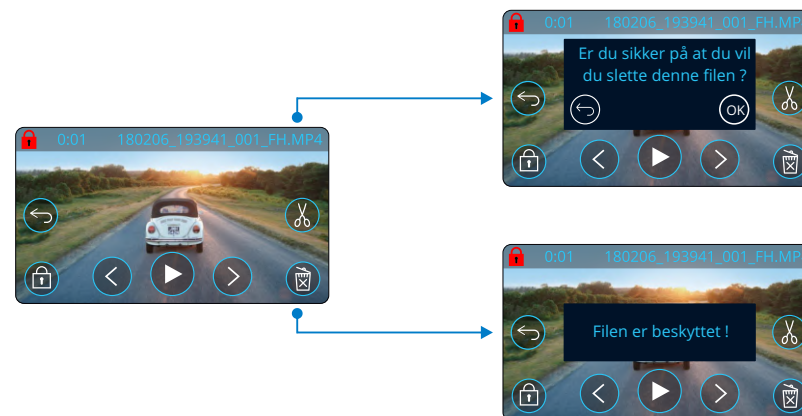 0:01 180206_193941_001_FH.MP4
0:01 180206_193941_001_FH.MP
Er du sikker på at du vil
du slette denne filen ?
OK
0:01 180206_193941_001_FH.MP
Filen er beskyttet !